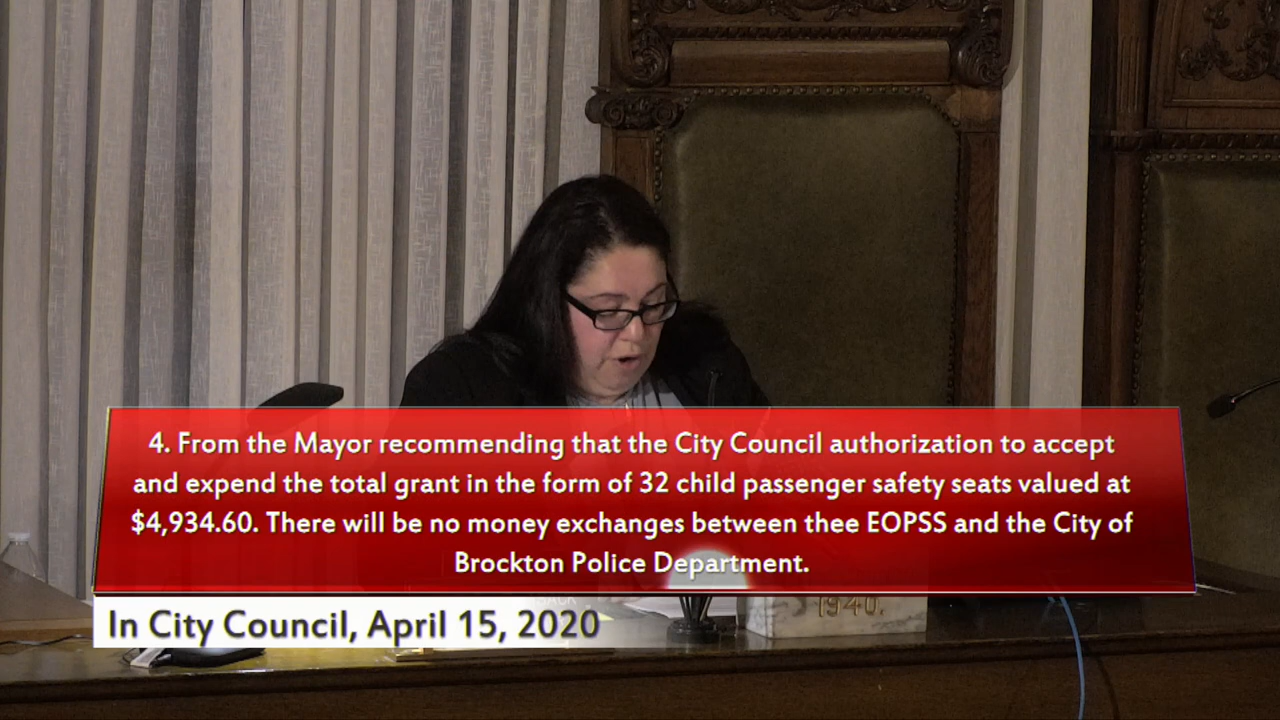 4. From the Mayor recommending that the City Council authorization to accept
and expend the total grant in the form of 32 child passenger safety seats valued at
$4,934.60. There will be no money exchanges between thee EOPSS and the City of
Brockton Police Department.
1940.
In City Council, April 15, 2020